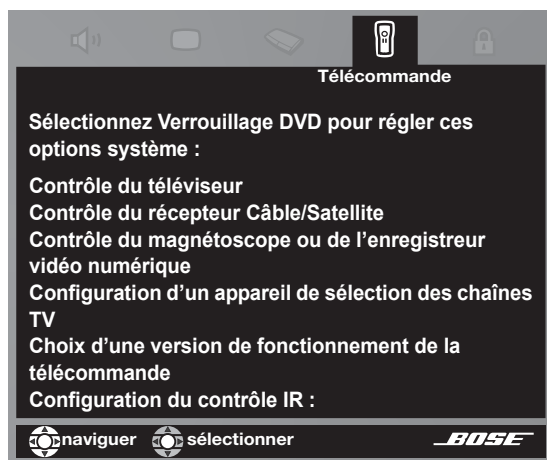 Télécommande
Sélectionnez Verrouillage DVD pour régler ces
options système :
Contrôle du téléviseur
Contrôle du récepteur Câble/Satellite
Contrôle du magnétoscope ou de l'enregistreur
vidéo numérique
Configuration d'un appareil de sélection des chaînes
TV
Choix d'une version de fonctionnement de la
télécommande
Configuration du contrôle IR :
naviguer sélectionner BOSE